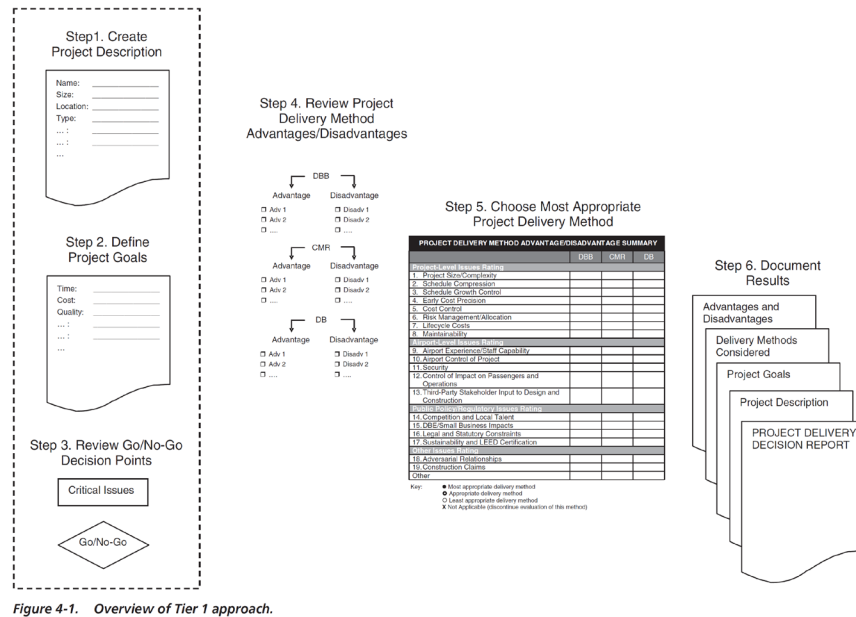 Step1. Create
Project Description
Name:
Size:
Location:
Type:
... :
... :
...
Step 2. Define
Project Goals
Time:
Cost:
Quality:
... :
... :
...
Step 3. Review Go/No-Go
Decision Points
Critical Issues
Go/No-Go
Step 4. Review Project
Delivery Method
Advantages/Disadvantages
DBB
Advantage Disadvantage
Adv 1 Disadv 1
Adv 2 Disadv 2
.... ....
CMR
Advantage Disadvantage
Adv 1 Disadv 1
Adv 2 Disadv 2
.... ....
DB
Advantage Disadvantage
Adv 1 Disadv 1
Adv 2 Disadv 2
.... ....
Step 5. Choose Most Appropriate
Project Delivery Method
PROJECT DELIVERY METHOD ADVANTAGE/DISADVANTAGE SUMMARY
DBB CMR DB
Project-Level Issues Rating
1. Project Size/Complexity
2. Schedule Compression
3. Schedule Growth Control
4. Early Cost Precision
5. Cost Control
6. Risk Management/Allocation
7. Lifecycle Costs
8. Maintainability
Airport-Level Issues Rating
9. Airport Experience/Staff Capability
10. Airport Control of Project
11. Security
12. Control of Impact on Passengers and
Operations
13. Third-Party Stakeholder Input to Design and
Construction
Public Policy/Regulatory Issues Rating
14. Competition and Local Talent
15. DBE/Small Business Impacts
16. Legal and Statutory Constraints
17. Sustainability and LEED Certification
Other Issues Rating
18. Adversarial Relationships
19. Construction Claims
Other
Key: Most appropriate delivery method
Appropriate delivery method
Least appropriate delivery method
X Not Applicable (discontinue evaluation of this method)
Step 6. Document
Results
Advantages and
Disadvantages
Delivery Methods
Considered
Project Goals
Project Description
PROJECT DELIVERY
DECISION REPORT
Figure 4-1. Overview of Tier 1 approach.